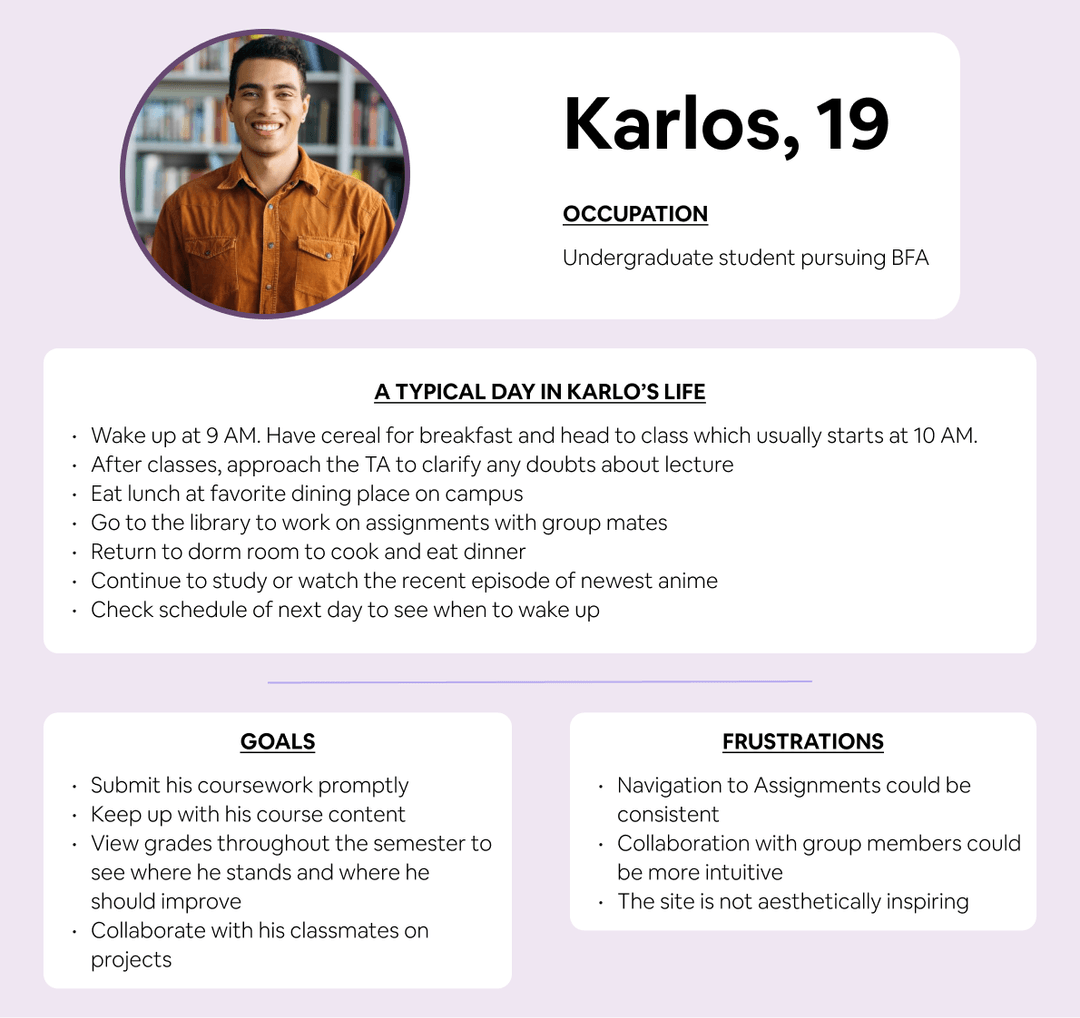 Karlos, 19
OCCUPATION
Undergraduate student pursuing BFA
A TYPICAL DAY IN KARLO’S LIFE
· Wake up at 9 AM. Have cereal for breakfast and head to class which usually starts at 10 AM.
· After classes, approach the TA to clarify any doubts about lecture
· Eat lunch at favorite dining place on campus
· Go to the library to work on assignments with group mates
· Return to dorm room to cook and eat dinner
· Continue to study or watch the recent episode of newest anime
· Check schedule of next day to see when to wake up
GOALS
· Submit his coursework promptly
· Keep up with his course content
· View grades throughout the semester to
see where he stands and where he
should improve
· Collaborate with his classmates on
projects
FRUSTRATIONS
· Navigation to Assignments could be
consistent
· Collaboration with group members could
be more intuitive
· The site is not aesthetically inspiring